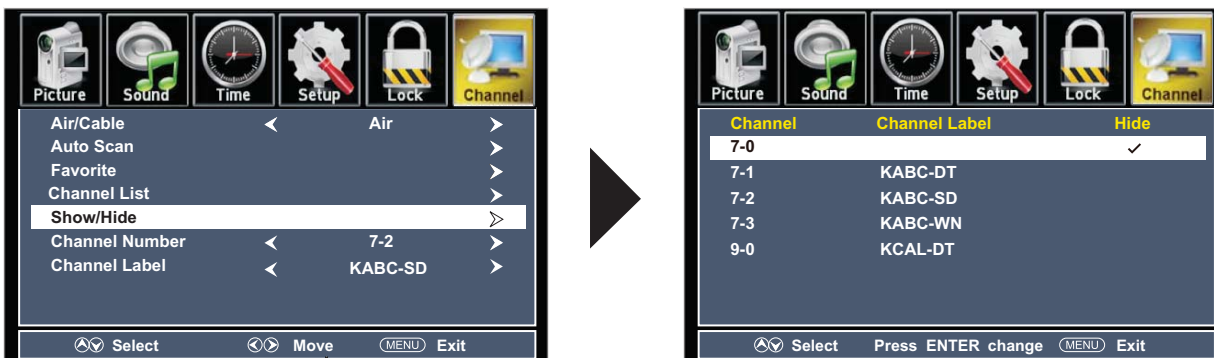 Picture Sound Time Setup Lock Channel
Air/Cable Air
Auto Scan
Favorite
Channel List
Show/Hide
Channel Number 7-2
Channel Label KABC-SD
Select Move MENU Exit
Picture Sound Time Setup Lock Channel
Channel Channel Label Hide
7-0
7-1 KABC-DT
7-2 KABC-SD
7-3 KABC-WN
9-0 KCAL-DT
Select Press ENTER change MENU Exit